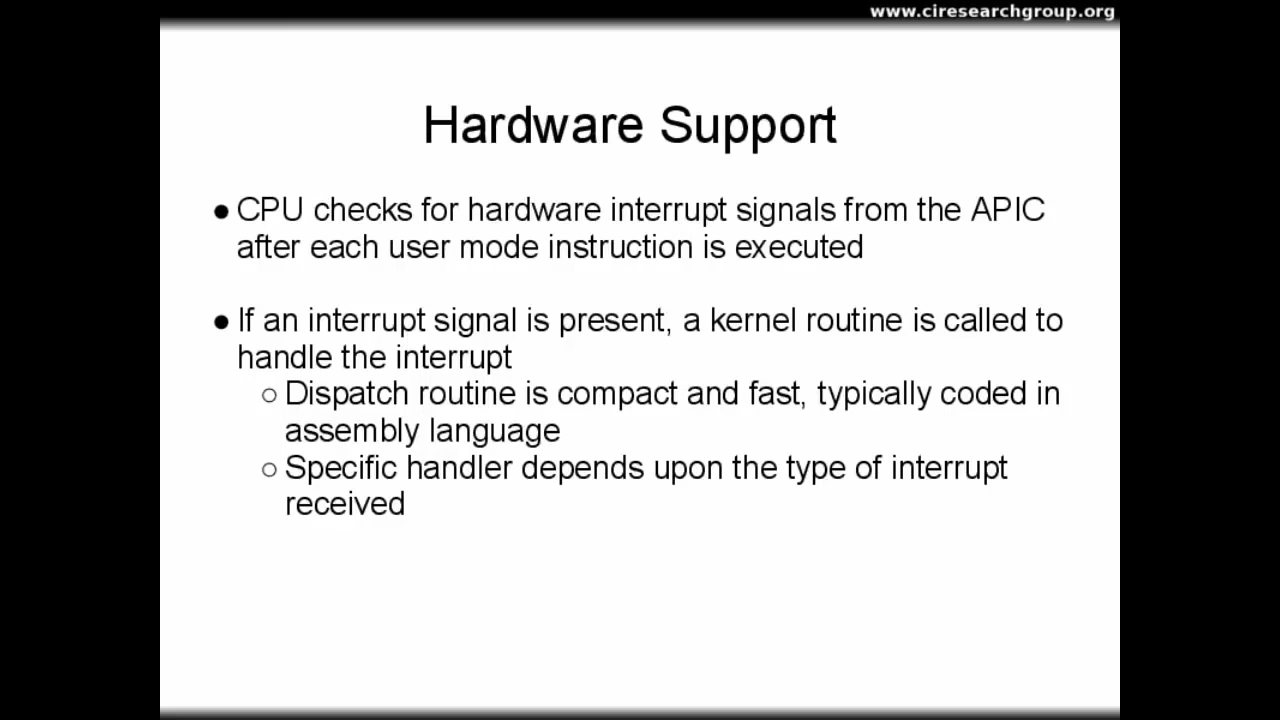 www.ciresearchgroup.org
Hardware Support
● CPU checks for hardware interrupt signals from the APIC
after each user mode instruction is executed
● If an interrupt signal is present, a kernel routine is called to
handle the interrupt
○ Dispatch routine is compact and fast, typically coded in
assembly language
○ Specific handler depends upon the type of interrupt
received